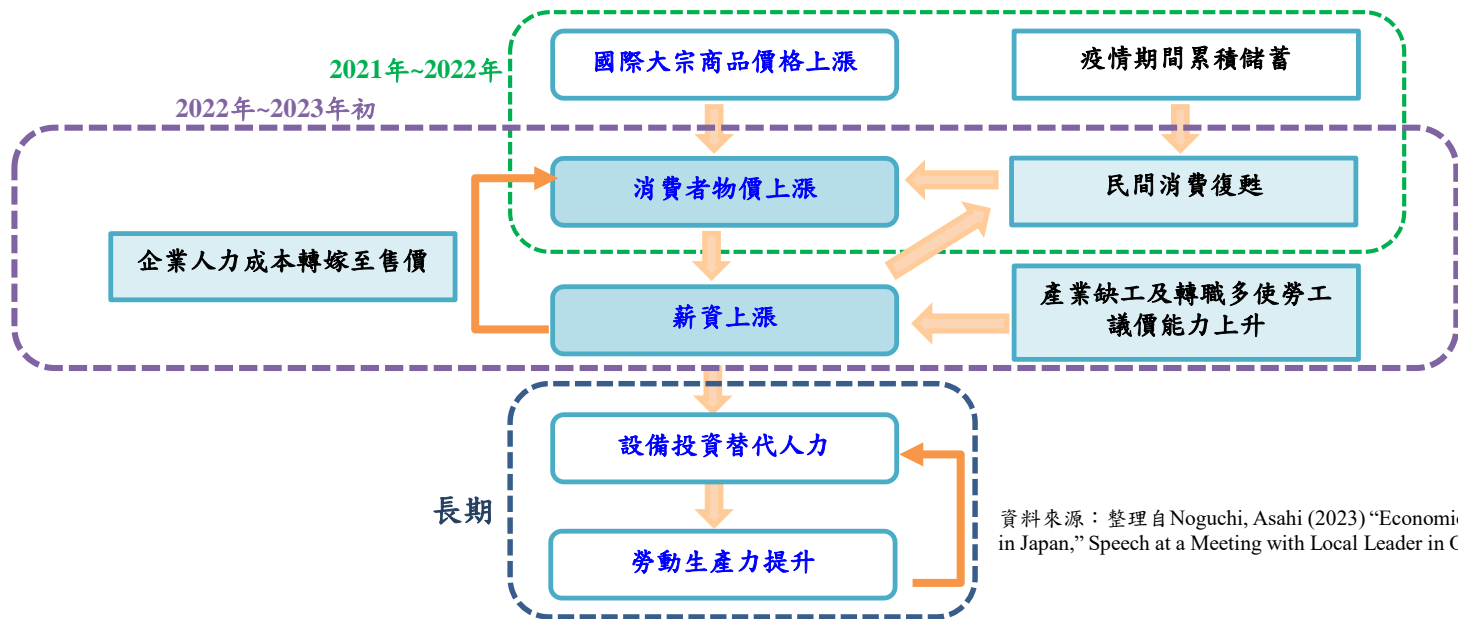 國際大宗商品價格上漲
疫情期間累積儲蓄
2021年~2022年
2022年~2023年初
消費者物價上漲
民間消費復甦
企業人力成本轉嫁至售價
薪資上漲
產業缺工及轉職多使勞工
議價能力上升
設備投資替代人力
長期
勞動生產力提升
資料來源：整理自Noguchi, Asahi (2023) “Economic
in Japan,” Speech at a Meeting with Local Leader in